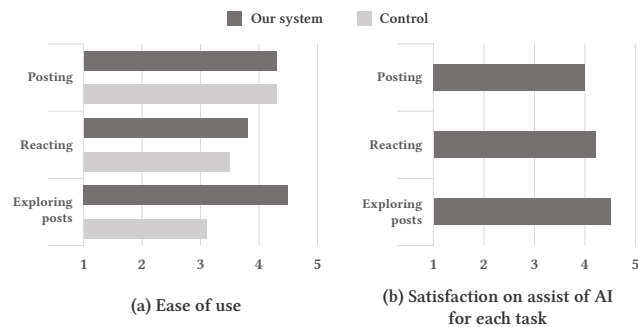 Our system Control
Posting
Reacting
Exploring
posts
1 2 3 4 5
(a) Ease of use
Posting
Reacting
Exploring
posts
1 2 3 4 5
(b) Satisfaction on assist of AI
for each task